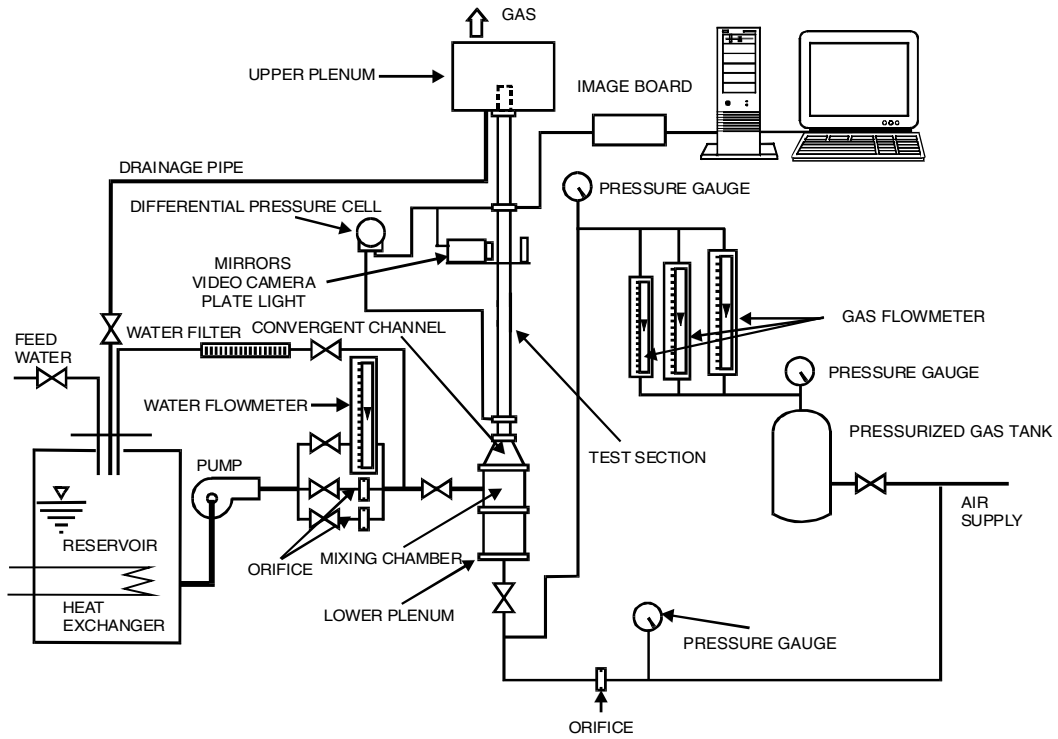 GAS
UPPER PLENUM
IMAGE BOARD
DRAINAGE PIPE
PRESSURE GAUGE
DIFFERENTIAL PRESSURE CELL
MIRRORS
VIDEO CAMERA
PLATE LIGHT
GAS FLOWMETER
WATER FILTER
CONVERGENT CHANNEL
FEED
WATER
PRESSURE GAUGE
WATER FLOWMETER
PRESSURIZED GAS TANK
TEST SECTION
PUMP
AIR
SUPPLY
RESERVOIR
ORIFICE
MIXING CHAMBER
HEAT
EXCHANGER
LOWER PLENUM
PRESSURE GAUGE
ORIFICE